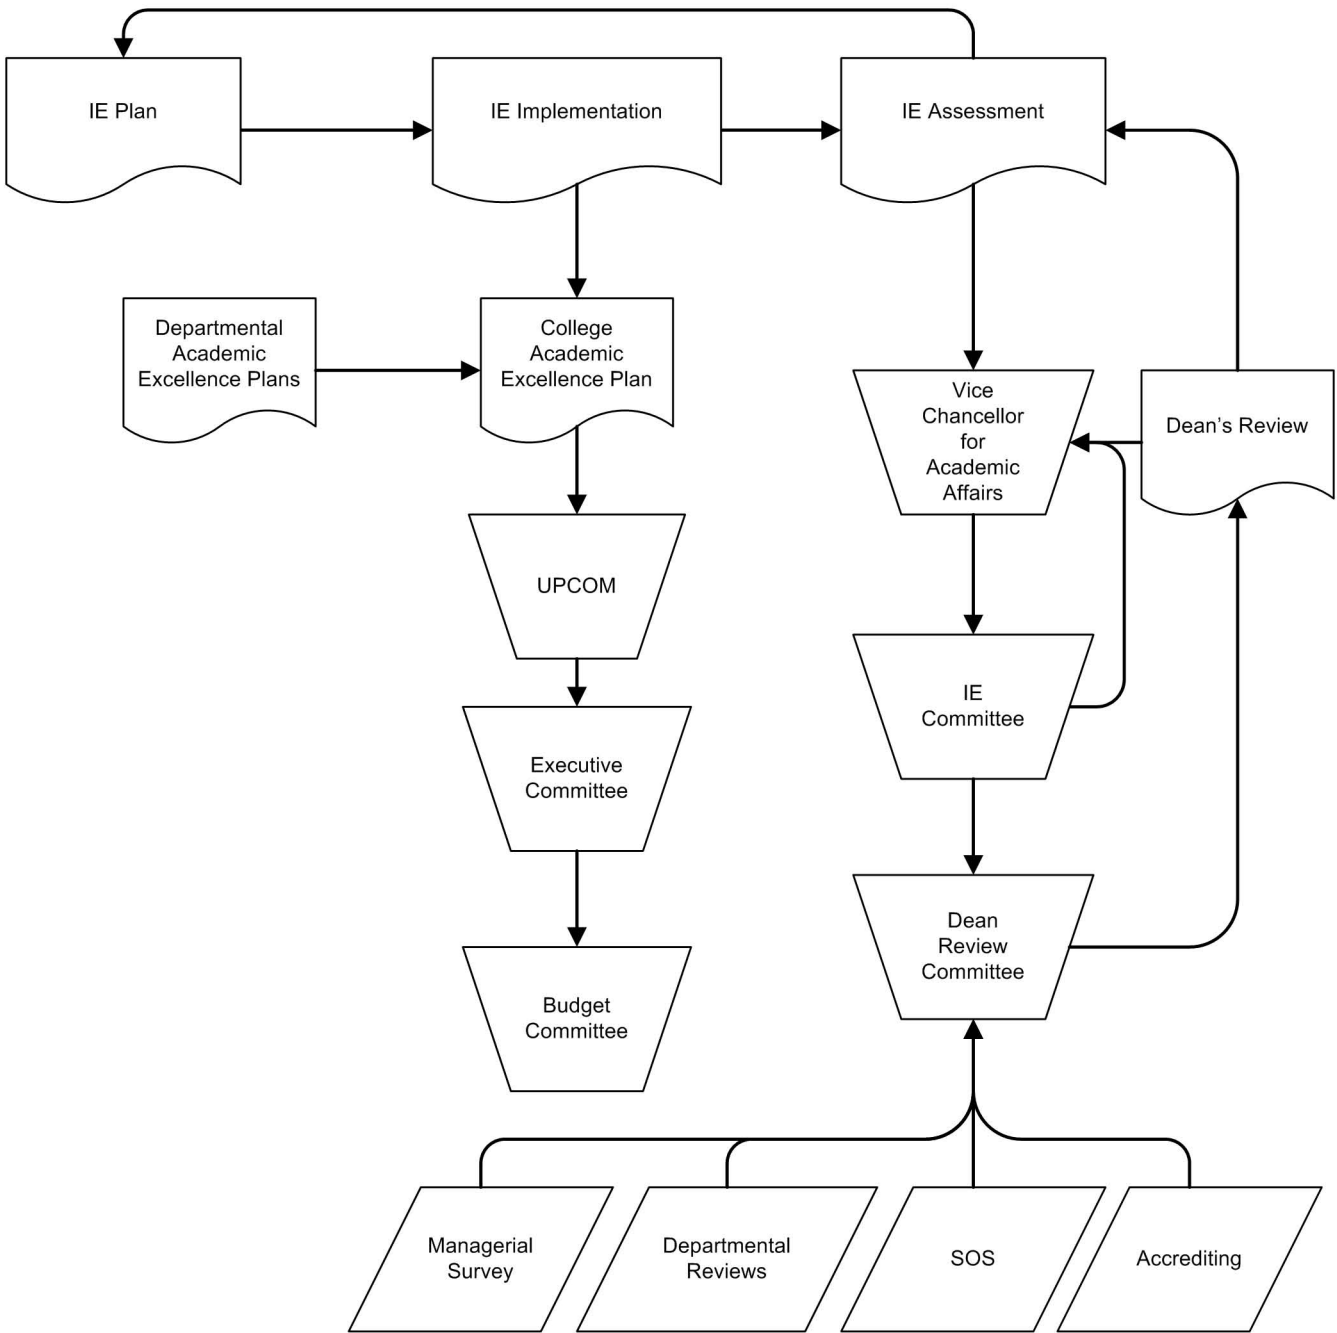 IE Plan
IE Implementation
IE Assessment
Departmental
Academic
Excellence Plans
College
Academic
Excellence Plan
Vice
Chancellor
for
Academic
Affairs
Dean’s Review
UPCOM
IE
Committee
Executive
Committee
Dean
Review
Committee
Budget
Committee
Managerial
Survey
Departmental
Reviews
SOS
Accrediting